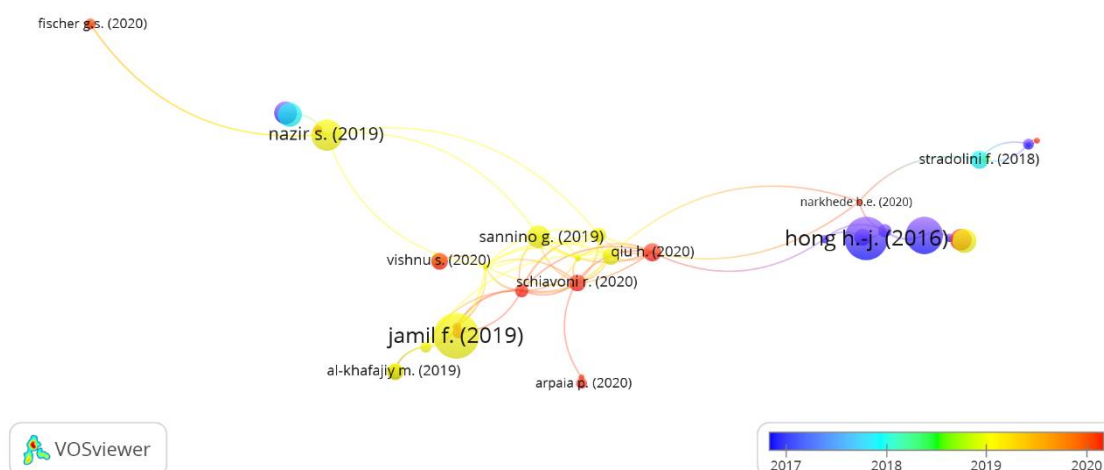 fischer g.s. (2020)
nazir s. (2019)
stradolini f. (2018)
narkhede b.e. (2020)
sannino g. (2019)
hong h.-j. (2016)
qiu h. (2020)
vishnu s. (2020)
schiavoni r. (2020)
jamil f. (2019)
al-khafajiy m. (2019)
arpaia p. (2020)
VOSviewer
2017 2018 2019 2020